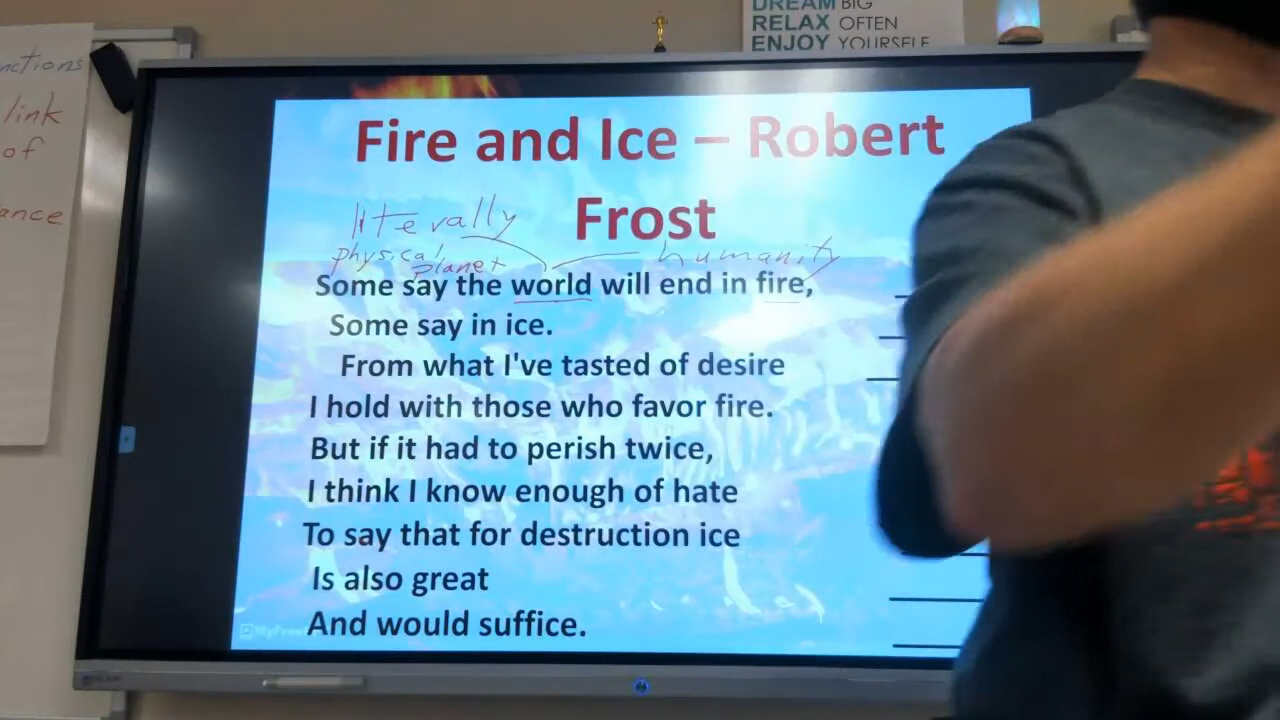 DREAM BIG
RELAX OFTEN
ENJOY YOURSELF
nctions
link
of
ance
Fire and Ice – Robert
Frost
literally
physical
planet
humanity
Some say the world will end in fire,
Some say in ice.
From what I've tasted of desire
I hold with those who favor fire.
But if it had to perish twice,
I think I know enough of hate
To say that for destruction ice
Is also great
And would suffice.